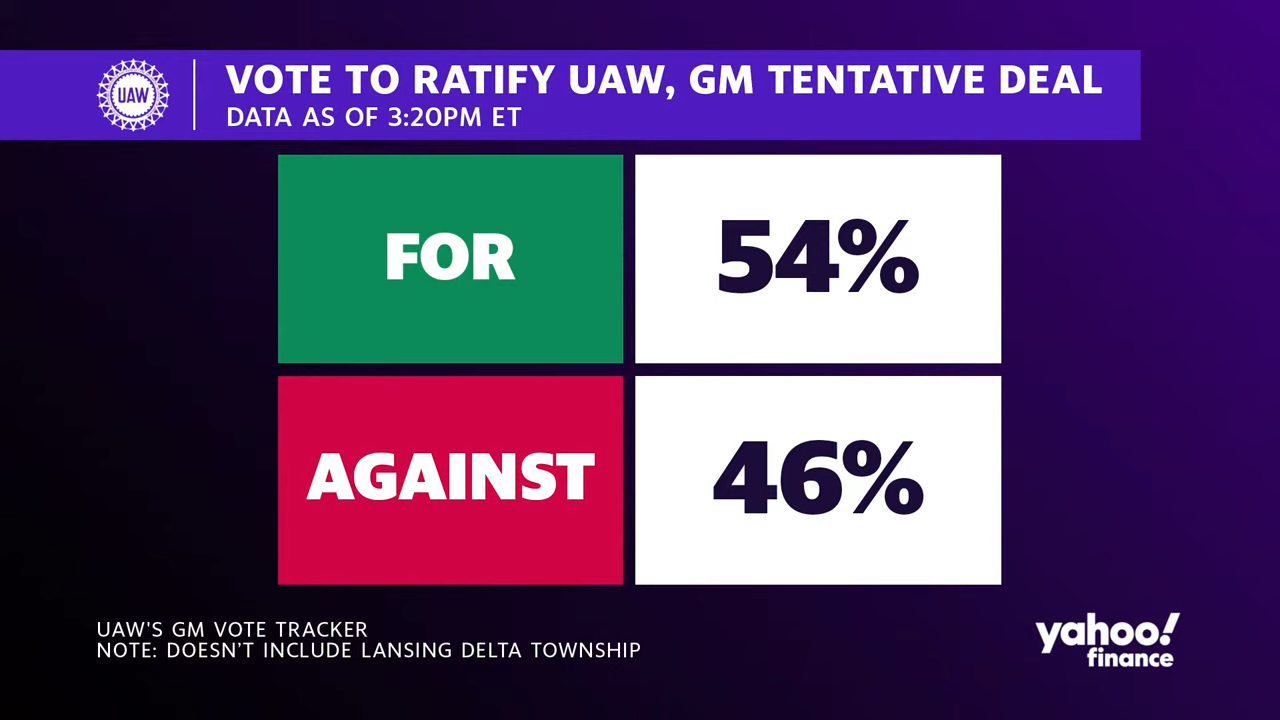 UAW
VOTE TO RATIFY UAW, GM TENTATIVE DEAL
DATA AS OF 3:20PM ET
FOR
54%
AGAINST
46%
UAW'S GM VOTE TRACKER
NOTE: DOESN'T INCLUDE LANSING DELTA TOWNSHIP
yahoo!
finance